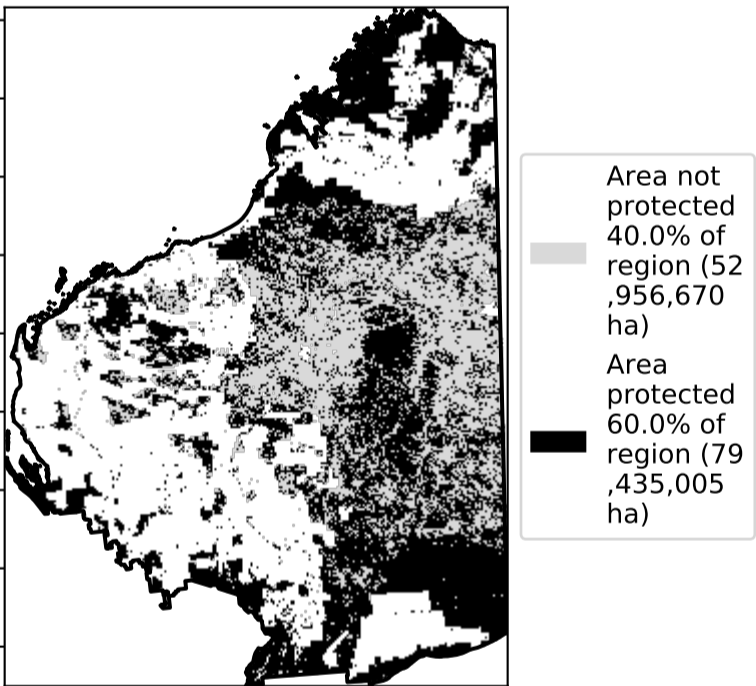 Area not
protected
40.0% of
region (52
,956,670
ha)
Area
protected
60.0% of
region (79
,435,005
ha)